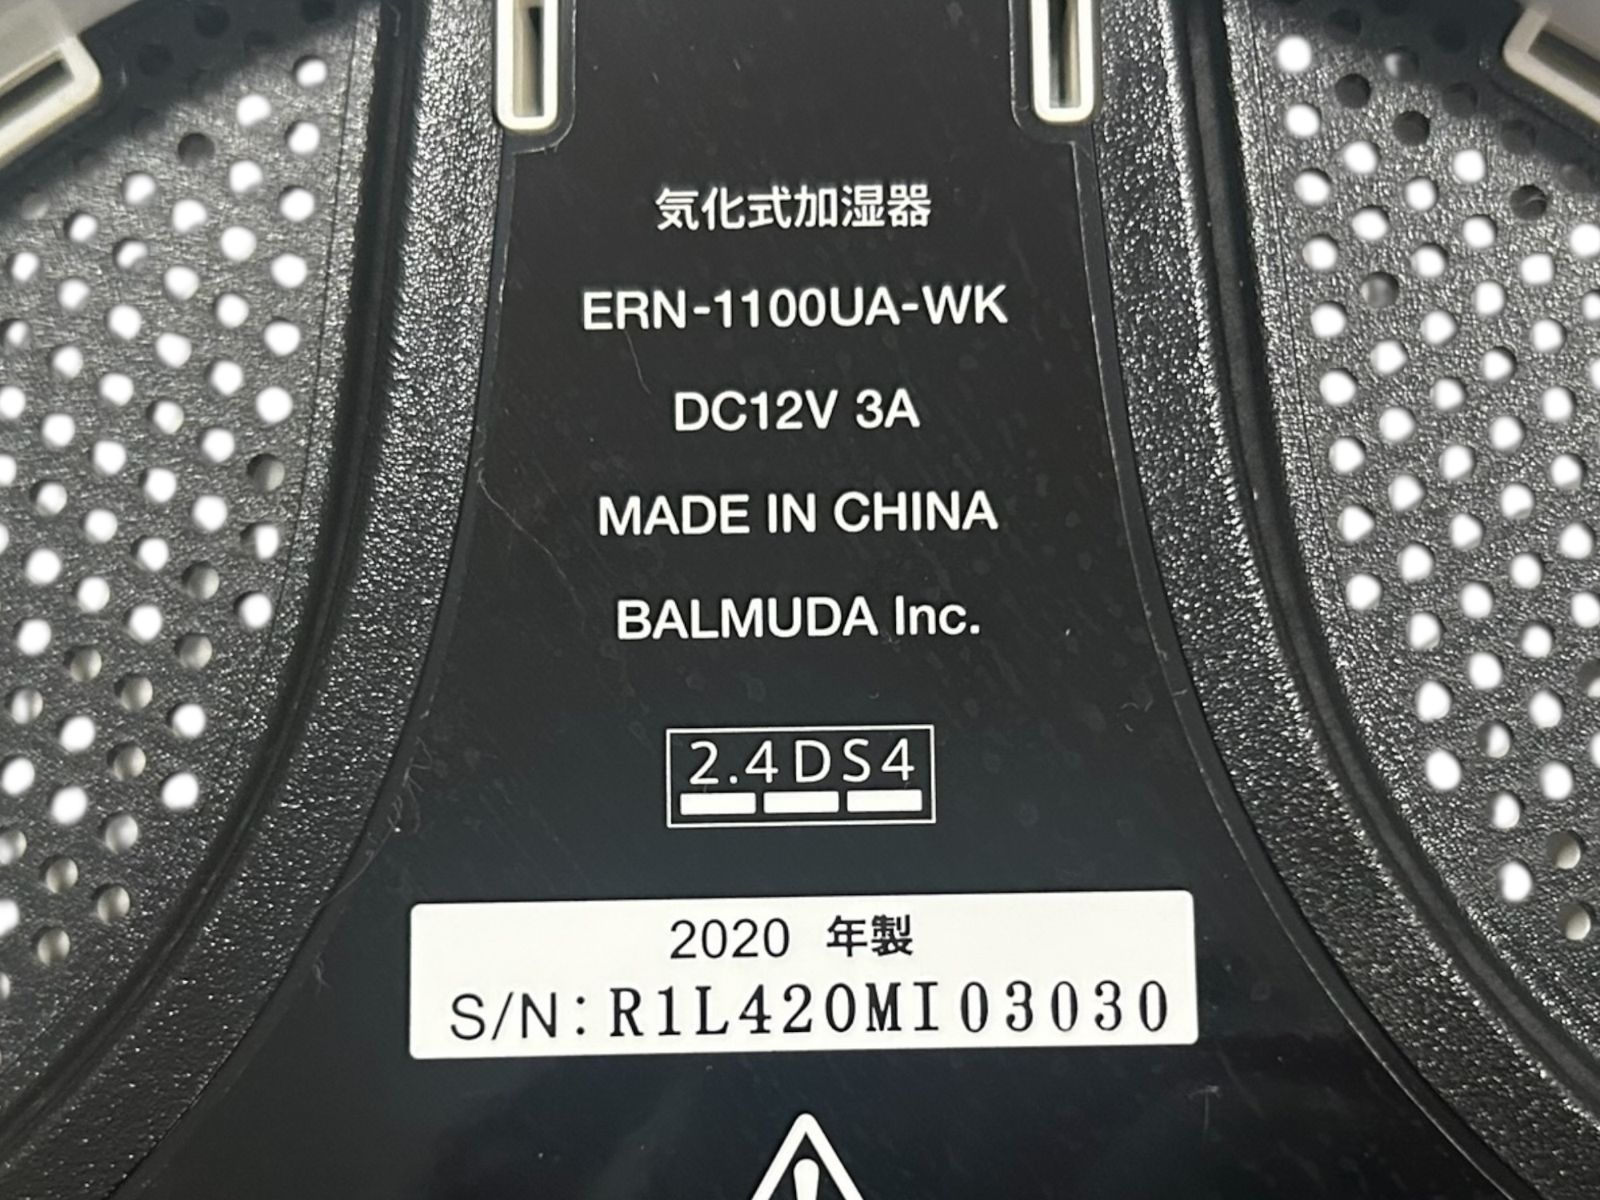 気化式加湿器
ERN-1100UA-WK
DC12V 3A
MADE IN CHINA
BALMUDA Inc.
2.4DS4
2020 年製
S/N:R1L420MI03030